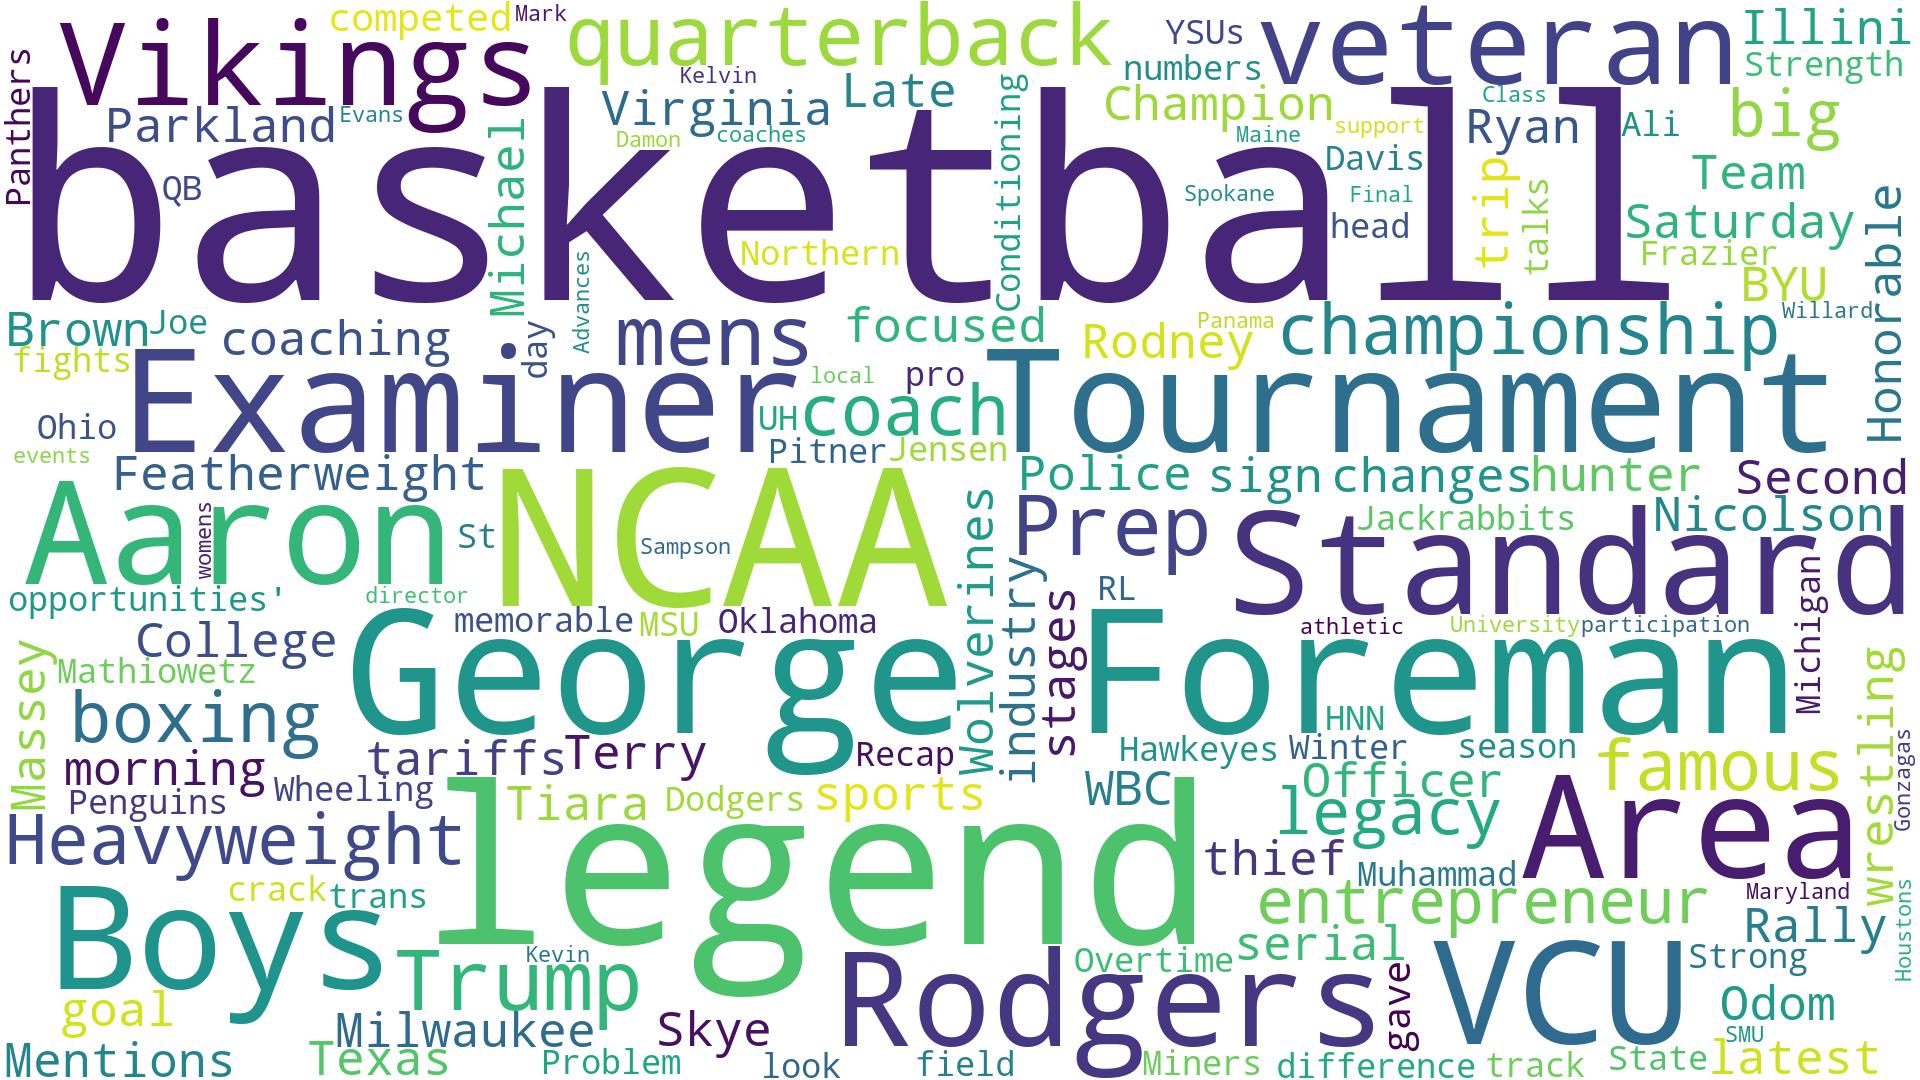 competed Mark quarterback YSUs veteran Illini
Vikings Kelvin Late numbers Strength
Panthers Parkland Evans Virginia Conditioning Champion Class Ryan Ali big
Michael Damon coaches Maine support Davis trip talks Team
basketball
QB Spokane Final head Saturday Honorable
Northern Frazier
Advances BYU
Brown Joe coaching day mens focused Rodney Panama championship Willard
fights Examiner local pro Tournament
Ohio UH coach
events Pitner Jensen
Featherweight Police sign changes hunter Second
Aaron womens St NCAA Sampson Wolverines Prep Standard Jackrabbits Nicolson
opportunities' director industry stages RL Michigan
College memorable MSU Oklahoma athletic University participation
Massey Mathiowetz George Foreman wrestling
boxing HNN
morning tariffs Terry Recap Hawkeyes Winter season famous Gonzagas
Penguins Wheeling Tiara Dodgers sports WBC Officer
Heavyweight legend legacy Area
thief Muhammad
Boys crack trans entrepreneur Maryland Houstons
Trump Kevin Rodgers Overtime serial gave VCU Rally Strong
goal Odom
Milwaukee Skye SMU
Mentions Texas Problem look field Miners difference track State latest